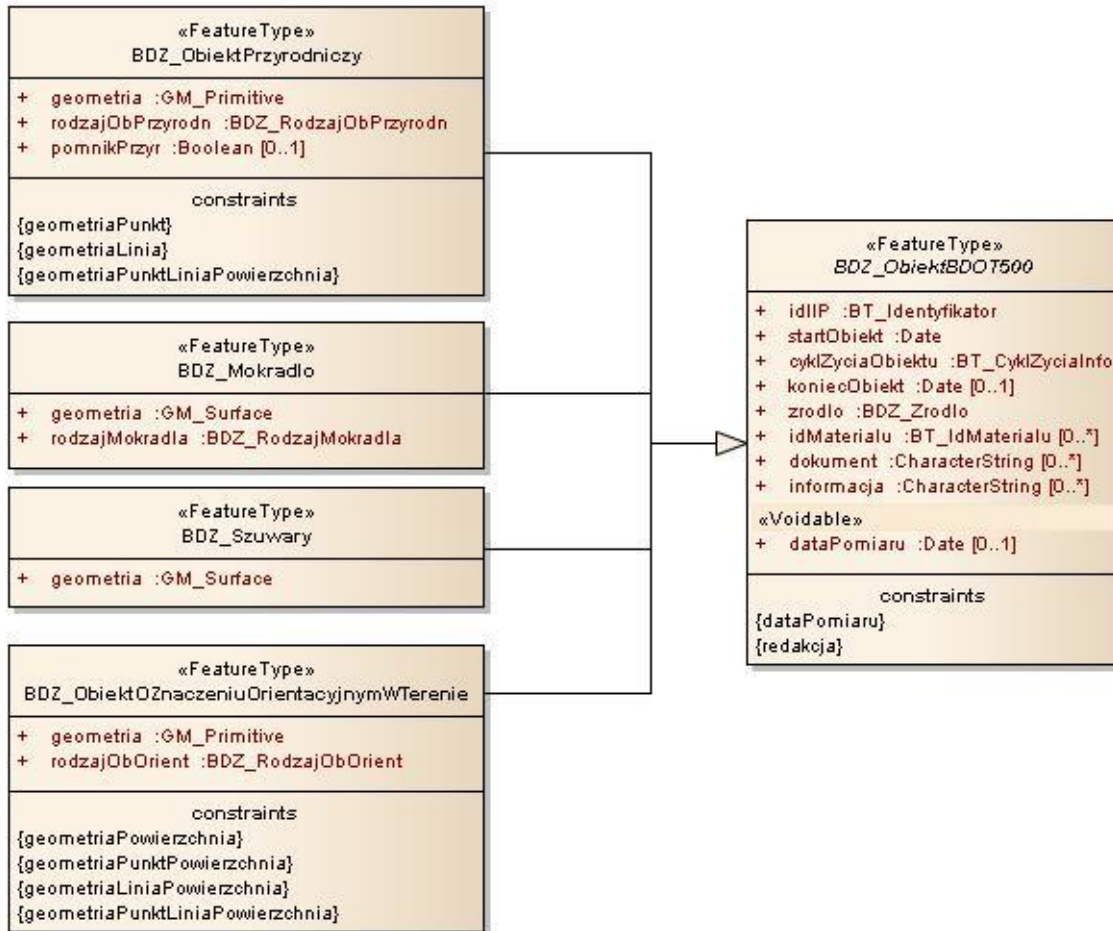 «FeatureType»
BDZ_ObiektPrzyrodniczy
+ geometria :GM_Primitive
+ rodzajObPrzyrodn :BDZ_RodzajObPrzyrodn
+ pomnikPrzyr :Boolean [0..1]
constraints
{geometriaPunkt}
{geometriaLinia}
{geometriaPunktLiniaPowierzchnia}
«FeatureType»
BDZ_Mokradlo
+ geometria :GM_Surface
+ rodzajMokradla :BDZ_RodzajMokradla
«FeatureType»
BDZ_Szuwary
+ geometria :GM_Surface
«FeatureType»
BDZ_ObiektOZnaczeniuOrientacyjnymWTerenie
+ geometria :GM_Primitive
+ rodzajObOrient :BDZ_RodzajObOrient
constraints
{geometriaPowierzchnia}
{geometriaPunktPowierzchnia}
{geometriaLiniaPowierzchnia}
{geometriaPunktLiniaPowierzchnia}
«FeatureType»
BDZ_ObiektBDOT500
+ idIIP :BT_Identyfikator
+ startObiekt :Date
+ cyklZyciaObiektu :BT_CyklZyciaInfo
+ koniecObiekt :Date [0..1]
+ zrodlo :BDZ_Zrodlo
+ idMaterialu :BT_IdMaterialu [0..*]
+ dokument :CharacterString [0..*]
+ informacja :CharacterString [0..*]
«Voidable»
+ dataPomiaru :Date [0..1]
constraints
{dataPomiaru}
{redakcja}